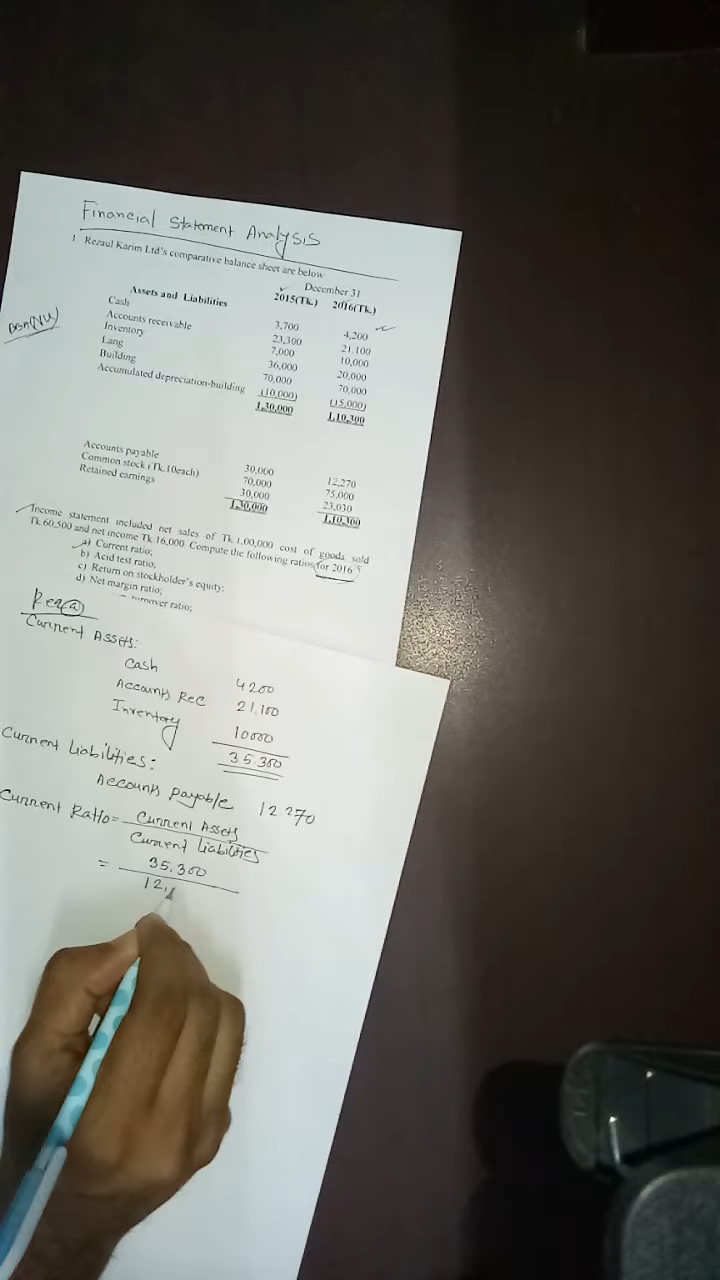 Financial Statement Analysis
1. Rezaul Karim Ltd's comparative balance sheet are below
December 31
Assets and Liabilities 2015(Tk.) 2016(Tk.)
Cash 3,700 4,200
Accounts receivable 23,300 21,100
Inventory 7,000 10,000
Lang 36,000 20,000
Building 70,000 70,000
Accumulated depreciation-building (10,000) (15,000)
1,30,000 1,10,300
BBA(NU)
Accounts payable 30,000 12,270
Common stock (Tk.10each) 70,000 75,000
Retained earnings 30,000 23,030
1,30,000 1,10,300
Income statement included net sales of Tk.1,00,000 cost of goods sold
Tk.60,500 and net income Tk 16,000. Compute the following ratios for 2016
a) Current ratio;
b) Acid test ratio;
c) Return on stockholder's equity;
d) Net margin ratio;
turnover ratio;
Req @
Current Assets:
Cash 4200
Accounts Rec 21,100
Inventory 10000
35,300
Current Liabilities:
Accounts payable 12.270
Current Ratio = Current Assets
Current Liabilities
= 35,300
12,